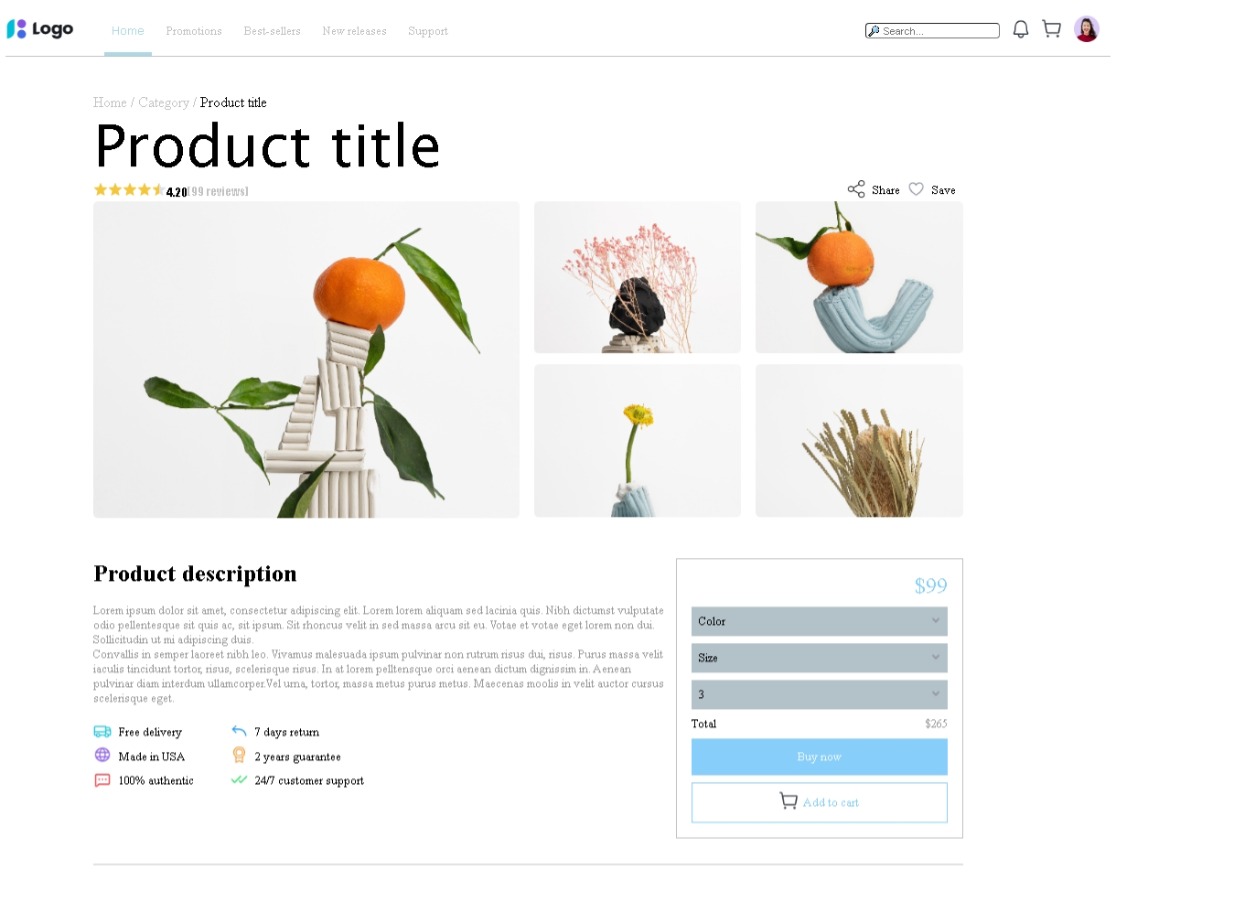 Logo
Home Promotions Best-sellers New releases Support
Search...
Home / Category / Product title
Product title
4.20 (99 reviews)
Share Save
Product description
Lorem ipsum dolor sit amet, consectetur adipiscing elit. Lorem lorem aliquam sed lacinia quis. Nibh dictumst vulputate
odio pellentesque sit quis ac, sit ipsum. Sit rhoncus velit in sed massa arcu sit eu. Votae et votae eget lorem non dui.
Sollicitudin ut mi adipiscing duis.
Convallis in semper laoreet nibh leo. Vivamus malesuada ipsum pulvinar non rutrum risus dui, risus. Purus massa velit
iaculis tincidunt tortor, risus, scelerisque risus. In at lorem pelltensque orci aenean dictum dignissim in. Aenean
pulvinar diam interdum ullamcorper.Vel urna, tortor, massa metus purus metus. Maecenas moolis in velit auctor cursus
scelerisque eget.
Free delivery
7 days return
Made in USA
2 years guarantee
100% authentic
24/7 customer support
$99
Color
Size
3
Total $265
Buy now
Add to cart